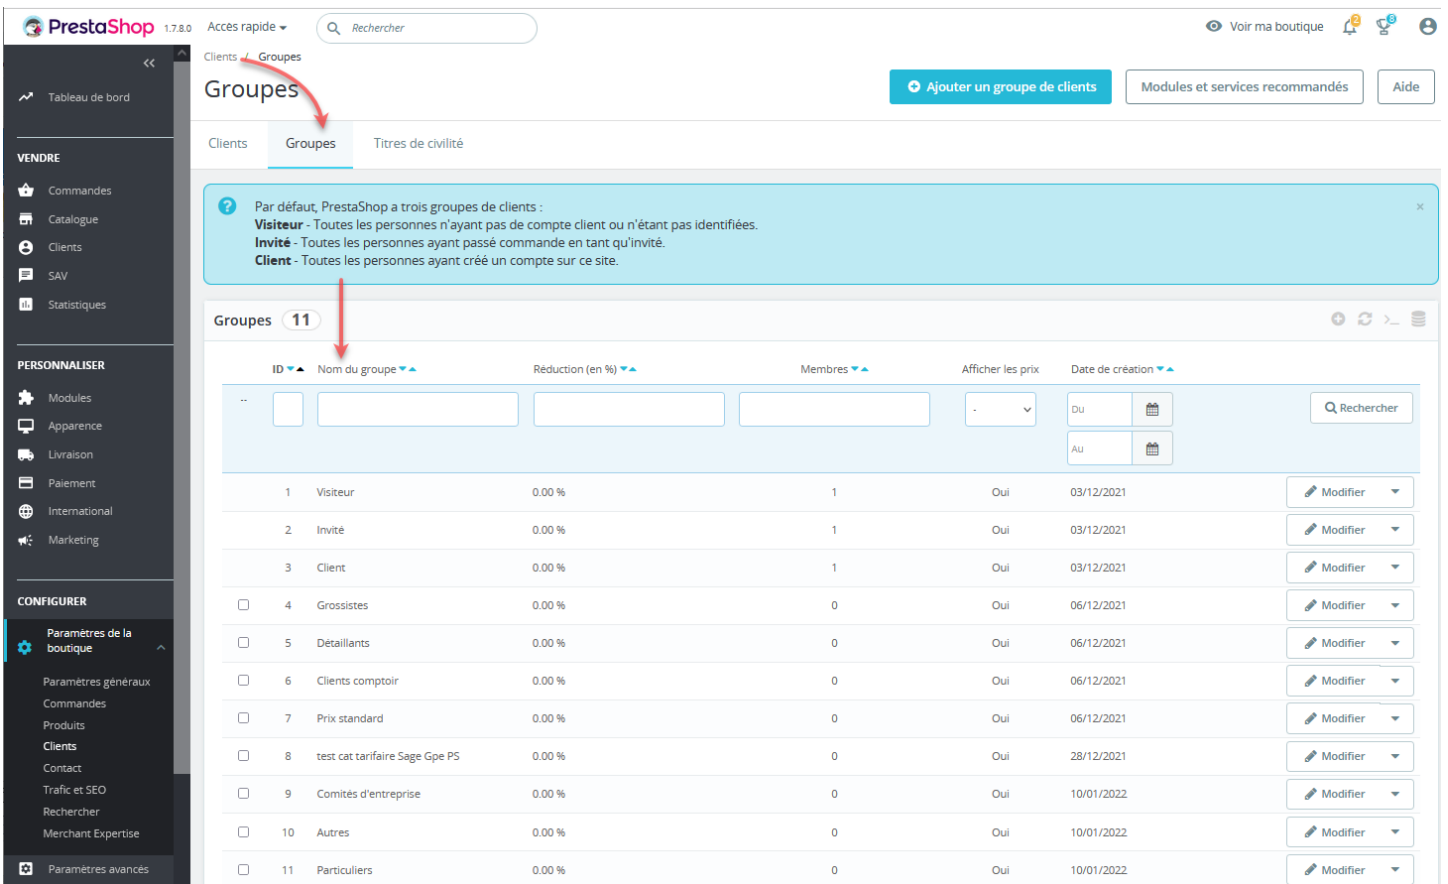 PrestaShop 1.7.8.0 Accès rapide Rechercher Voir ma boutique 2 8
Clients / Groupes
Groupes
Ajouter un groupe de clients Modules et services recommandés Aide
Clients Groupes Titres de civilité
Tableau de bord
VENDRE
Commandes
Catalogue
Clients
SAV
Statistiques
PERSONNALISER
Modules
Apparence
Livraison
Paiement
International
Marketing
CONFIGURER
Paramètres de la
boutique
Paramètres généraux
Commandes
Produits
Clients
Contact
Trafic et SEO
Rechercher
Merchant Expertise
Paramètres avancés
Par défaut, PrestaShop a trois groupes de clients :
Visiteur - Toutes les personnes n'ayant pas de compte client ou n'étant pas identifiées.
Invité - Toutes les personnes ayant passé commande en tant qu'invité.
Client - Toutes les personnes ayant créé un compte sur ce site.
Groupes 11
ID Nom du groupe Réduction (en %) Membres Afficher les prix Date de création
-- - Du Rechercher
Au
1 Visiteur 0.00 % 1 Oui 03/12/2021 Modifier
2 Invité 0.00 % 1 Oui 03/12/2021 Modifier
3 Client 0.00 % 1 Oui 03/12/2021 Modifier
4 Grossistes 0.00 % 0 Oui 06/12/2021 Modifier
5 Détaillants 0.00 % 0 Oui 06/12/2021 Modifier
6 Clients comptoir 0.00 % 0 Oui 06/12/2021 Modifier
7 Prix standard 0.00 % 0 Oui 06/12/2021 Modifier
8 test cat tarifaire Sage Gpe PS 0.00 % 0 Oui 28/12/2021 Modifier
9 Comités d'entreprise 0.00 % 0 Oui 10/01/2022 Modifier
10 Autres 0.00 % 0 Oui 10/01/2022 Modifier
11 Particuliers 0.00 % 0 Oui 10/01/2022 Modifier